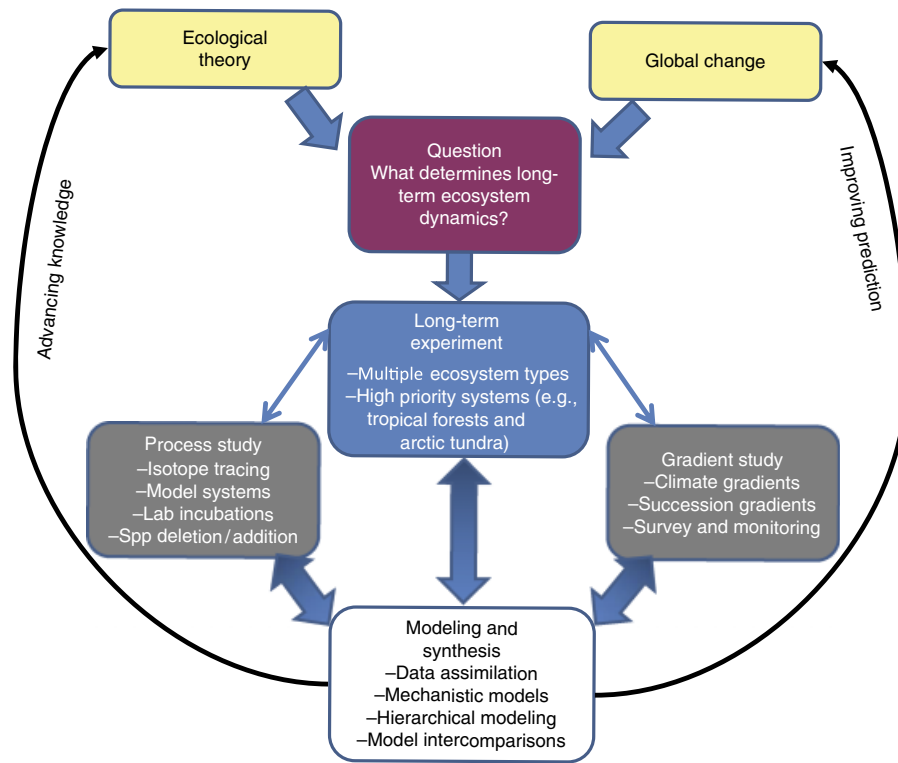 Ecological
theory
Global change
Question
What determines long-
term ecosystem
dynamics?
Advancing knowledge
Improving prediction
Long-term
experiment
–Multiple ecosystem types
–High priority systems (e.g.,
tropical forests and
arctic tundra)
Process study
–Isotope tracing
–Model systems
–Lab incubations
–Spp deletion/addition
Gradient study
–Climate gradients
–Succession gradients
–Survey and monitoring
Modeling and
synthesis
–Data assimilation
–Mechanistic models
–Hierarchical modeling
–Model intercomparisons